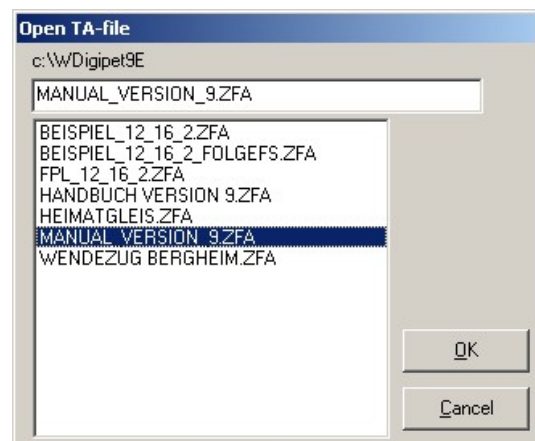 Open TA-file
c:\WDigipet9E
MANUAL_VERSION_9.ZFA
BEISPIEL_12_16_2.ZFA
BEISPIEL_12_16_2_FOLGEFS.ZFA
FPL_12_16_2.ZFA
HANDBUCH VERSION 9.ZFA
HEIMATGLEIS.ZFA
MANUAL_VERSION_9.ZFA
WENDEZUG BERGHEIM.ZFA
OK
Cancel